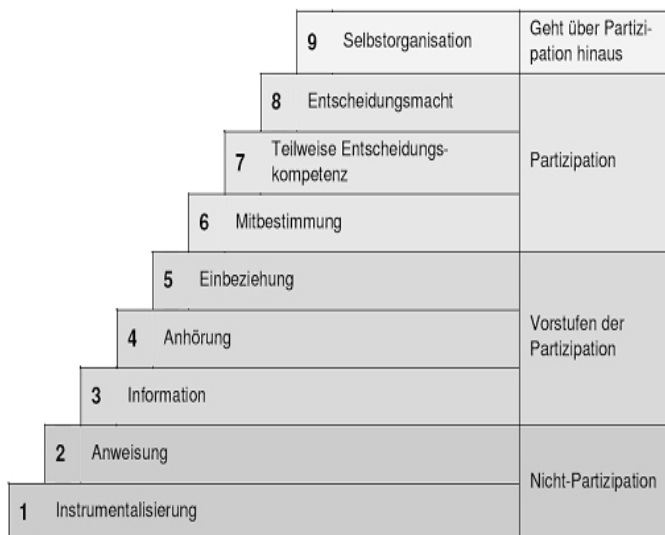 9 Selbstorganisation
Geht über Partizi-
pation hinaus
8 Entscheidungsmacht
7 Teilweise Entscheidungs-
kompetenz
Partizipation
6 Mitbestimmung
5 Einbeziehung
4 Anhörung
Vorstufen der
Partizipation
3 Information
2 Anweisung
Nicht-Partizipation
1 Instrumentalisierung